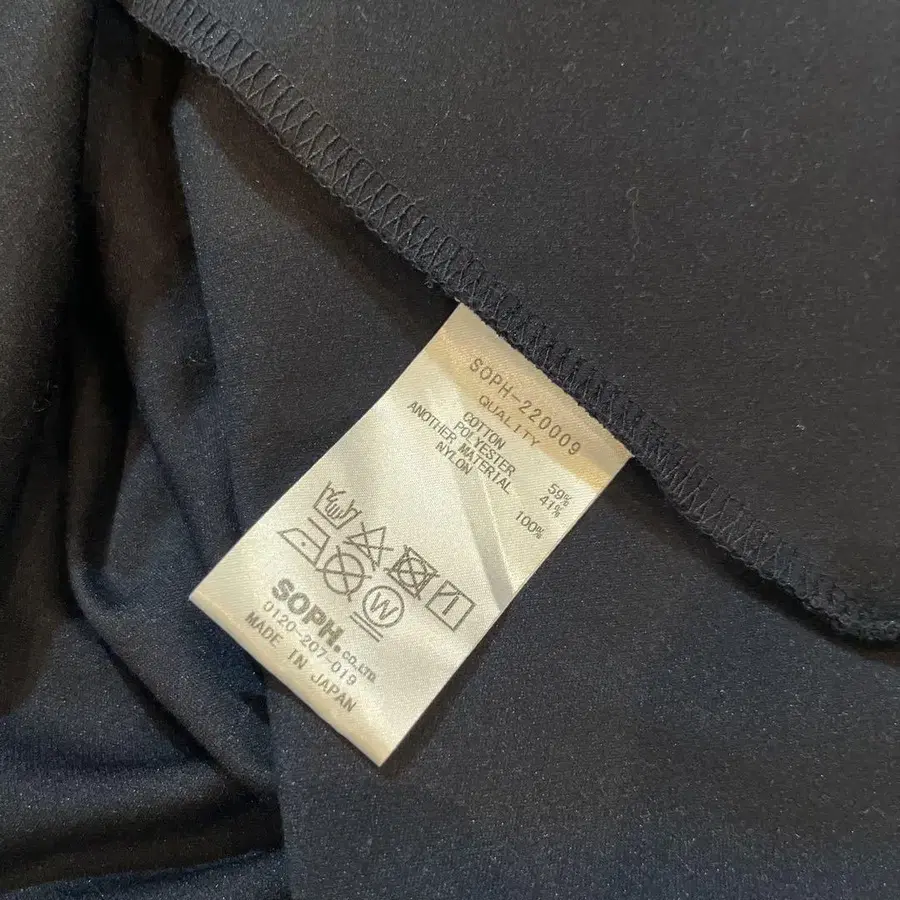 SOPH-220009
QUALITY
COTTON 59%
POLYESTER 41%
ANOTHER MATERIAL
NYLON 100%
W
SOPH.CO.,LTD.
0120-207-019
MADE IN JAPAN